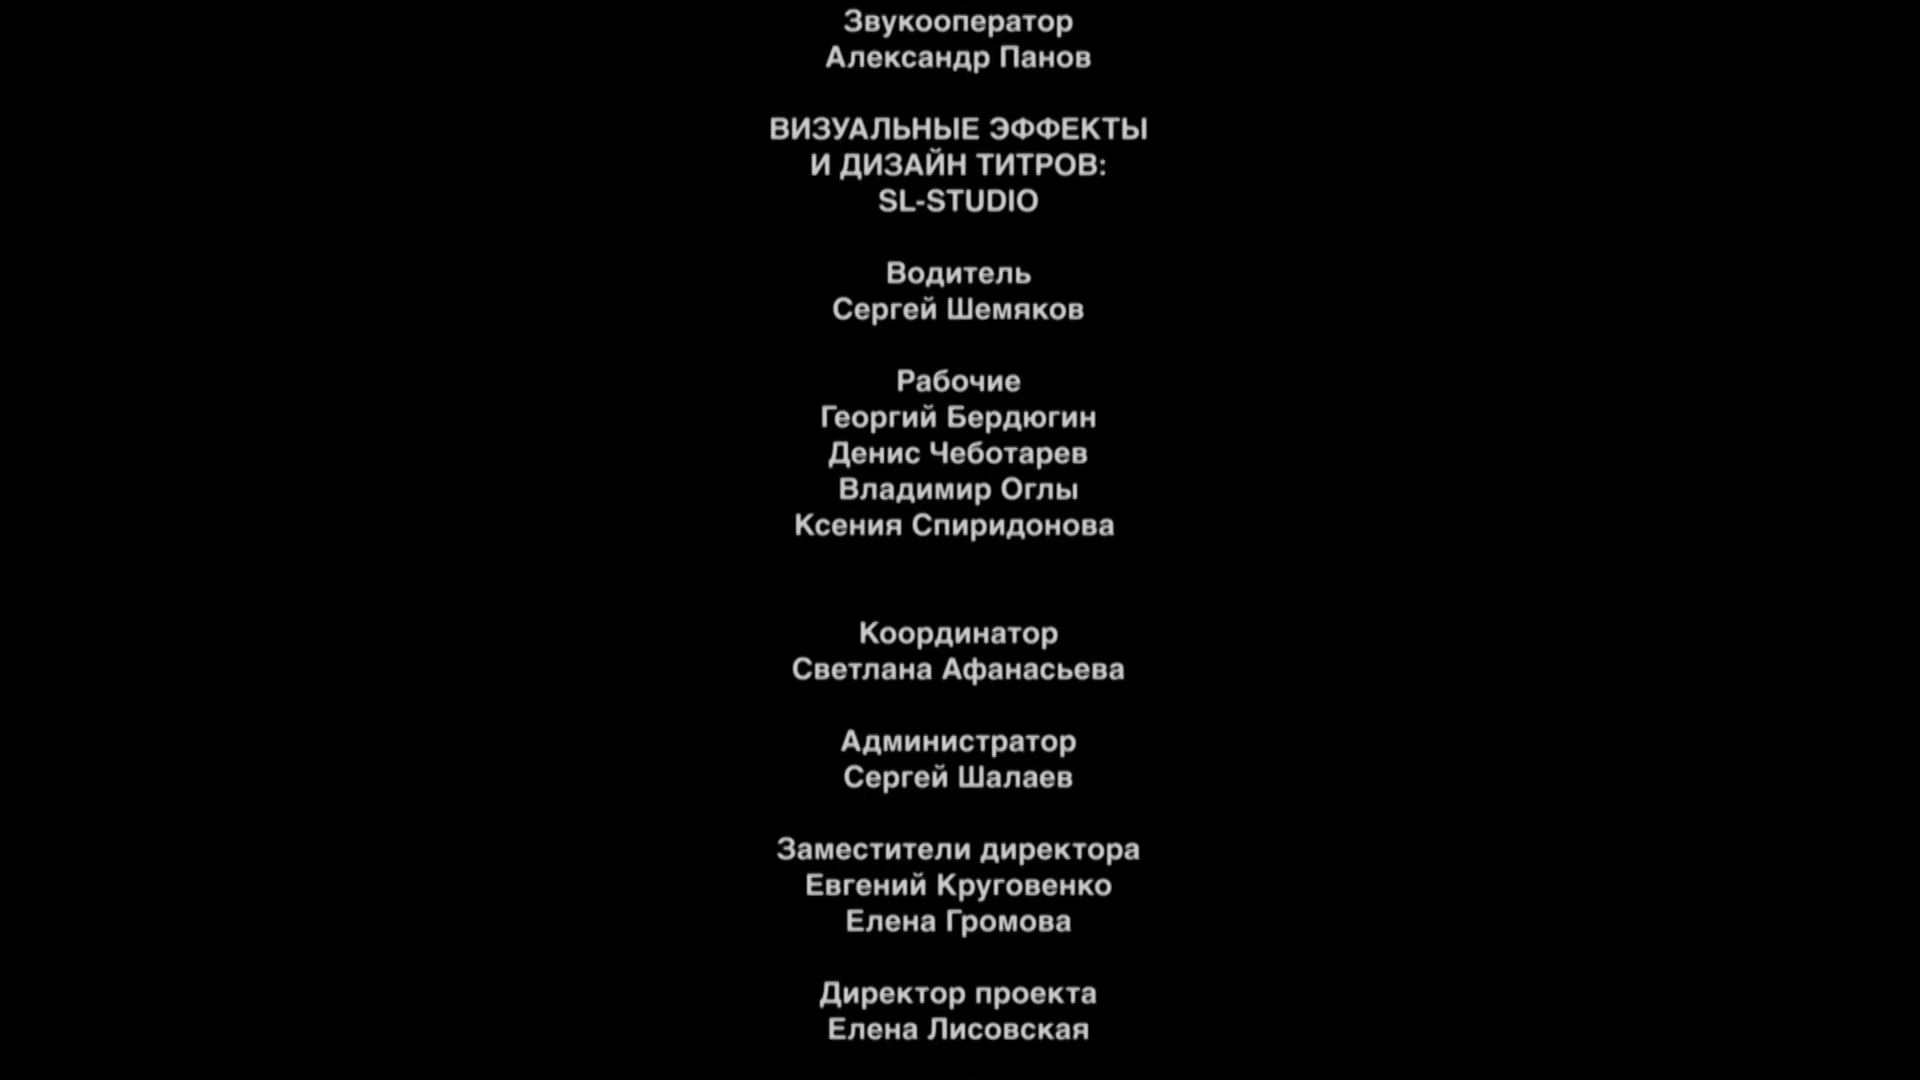 Звукооператор
Александр Панов
ВИЗУАЛЬНЫЕ ЭФФЕКТЫ
И ДИЗАЙН ТИТРОВ:
SL-STUDIO
Водитель
Сергей Шемяков
Рабочие
Георгий Бердюгин
Денис Чеботарев
Владимир Оглы
Ксения Спиридонова
Координатор
Светлана Афанасьева
Администратор
Сергей Шалаев
Заместители директора
Евгений Круговенко
Елена Громова
Директор проекта
Елена Лисовская